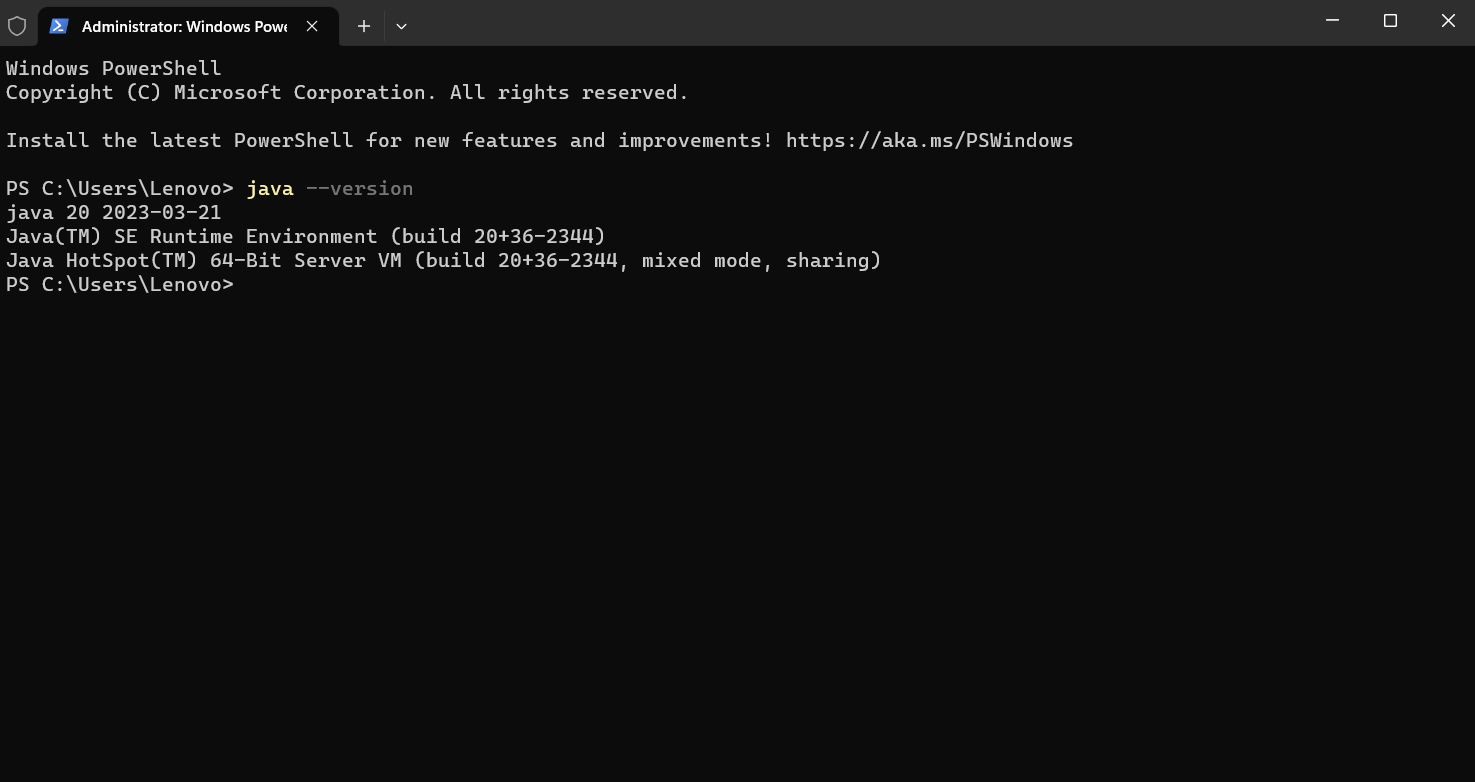 Administrator: Windows Powe
Windows PowerShell
Copyright (C) Microsoft Corporation. All rights reserved.
Install the latest PowerShell for new features and improvements! https://aka.ms/PSWindows
PS C:\Users\Lenovo> java --version
java 20 2023-03-21
Java(TM) SE Runtime Environment (build 20+36-2344)
Java HotSpot(TM) 64-Bit Server VM (build 20+36-2344, mixed mode, sharing)
PS C:\Users\Lenovo>